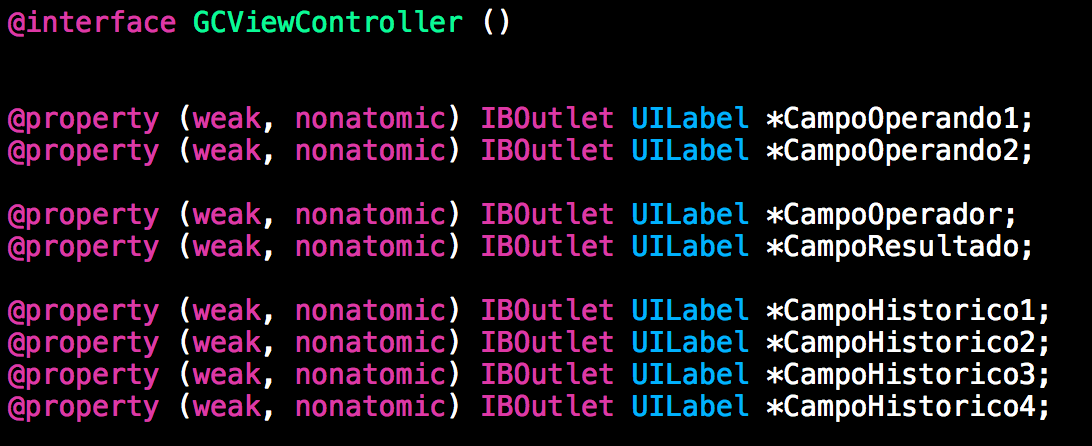 @interface GCViewController ()
@property (weak, nonatomic) IBOutlet UILabel *CampoOperando1;
@property (weak, nonatomic) IBOutlet UILabel *CampoOperando2;
@property (weak, nonatomic) IBOutlet UILabel *CampoOperador;
@property (weak, nonatomic) IBOutlet UILabel *CampoResultado;
@property (weak, nonatomic) IBOutlet UILabel *CampoHistorico1;
@property (weak, nonatomic) IBOutlet UILabel *CampoHistorico2;
@property (weak, nonatomic) IBOutlet UILabel *CampoHistorico3;
@property (weak, nonatomic) IBOutlet UILabel *CampoHistorico4;